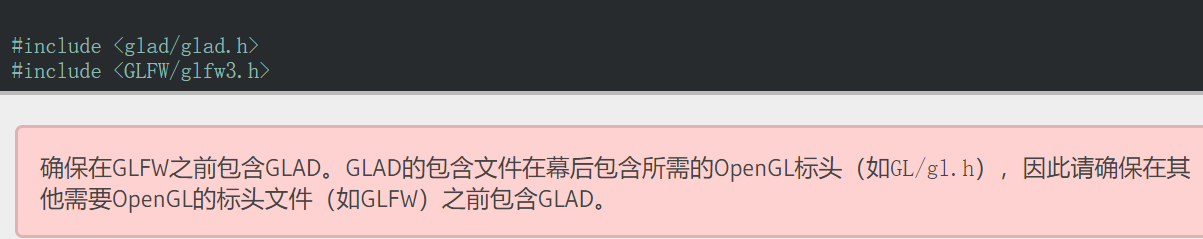 #include <glad/glad.h>
#include <GLFW/glfw3.h>
确保在GLFW之前包含GLAD。GLAD的包含文件在幕后包含所需的OpenGL标头（如GL/gl.h），因此请确保在其
他需要OpenGL的标头文件（如GLFW）之前包含GLAD。